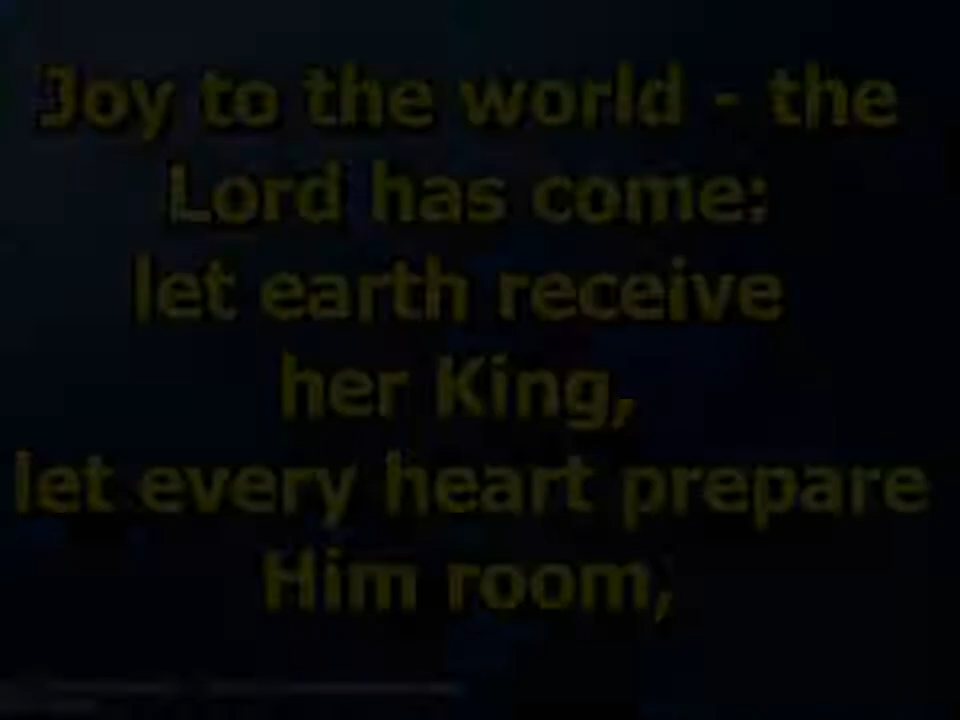 Joy to the world - the
Lord has come:
let earth receive
her King,
let every heart prepare
Him room,